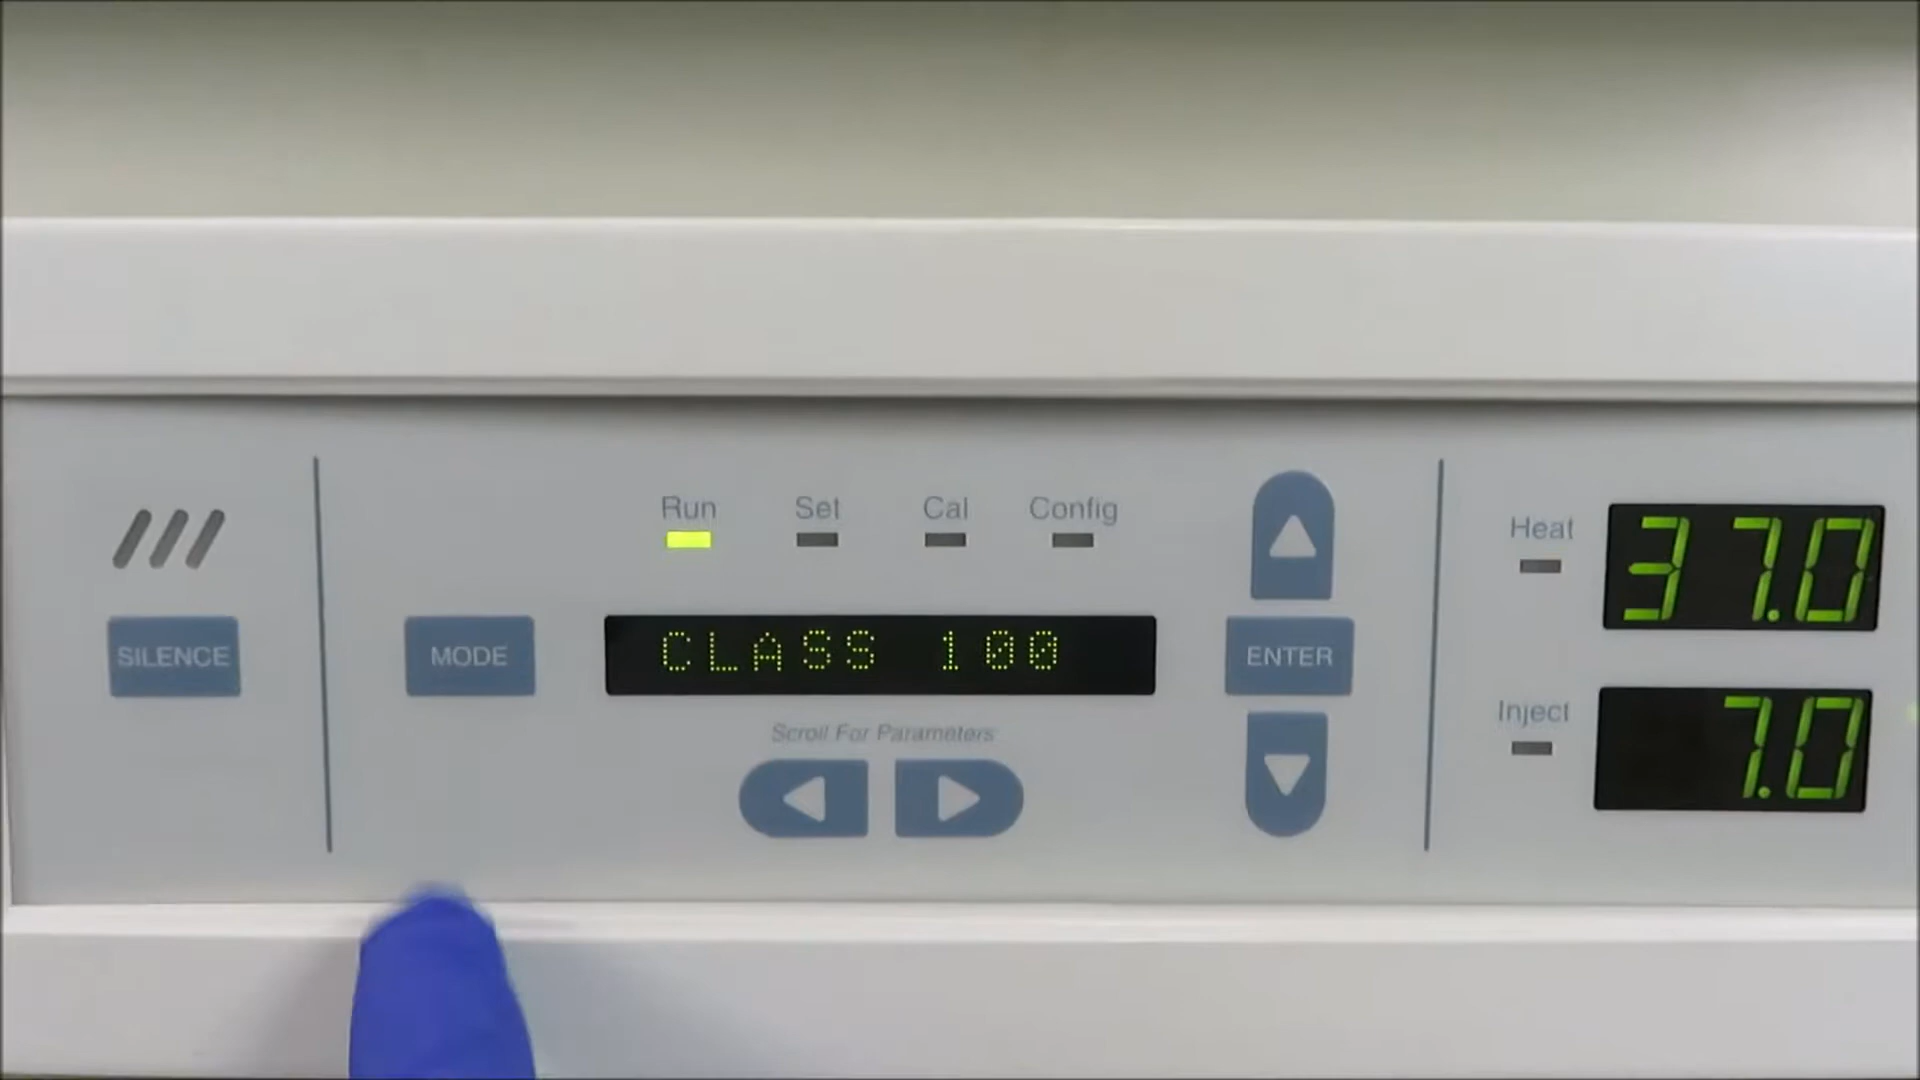 Run Set Cal Config
SILENCE
MODE
CLASS 100
Scroll For Parameters
ENTER
Heat
37.0
Inject
7.0